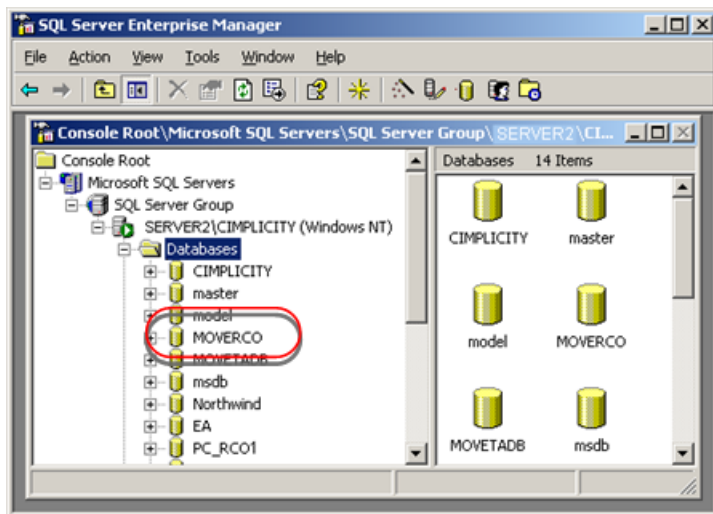 SQL Server Enterprise Manager
File Action View Tools Window Help
Console Root\Microsoft SQL Servers\SQL Server Group\SERVER2\CI...
Console Root
Microsoft SQL Servers
SQL Server Group
SERVER2\CIMPLICITY (Windows NT)
Databases
CIMPLICITY
master
model
MOVERCO
MOVETADB
msdb
Northwind
EA
PC_RCO1
Databases 14 Items
CIMPLICITY master
model MOVERCO
MOVETADB msdb